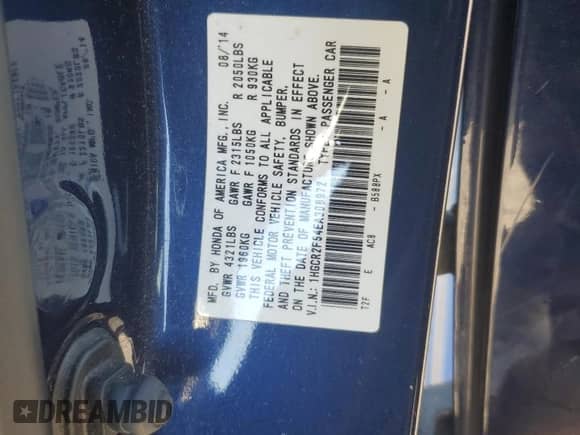 MFD. BY HONDA OF AMERICA MFG., INC. 08/14
GVWR 4321LBS GAWR F 2315LBS R 2050LBS
GVWR 1960KG GAWR F 1050KG R 930KG
THIS VEHICLE CONFORMS TO ALL APPLICABLE
FEDERAL MOTOR VEHICLE SAFETY, BUMPER,
AND THEFT PREVENTION STANDARDS IN EFFECT
ON THE DATE OF MANUFACTURE SHOWN ABOVE.
V.I.N.: TYPE: PASSENGER CAR
T2F E ACB - B588PX - A - A
DREAMBID